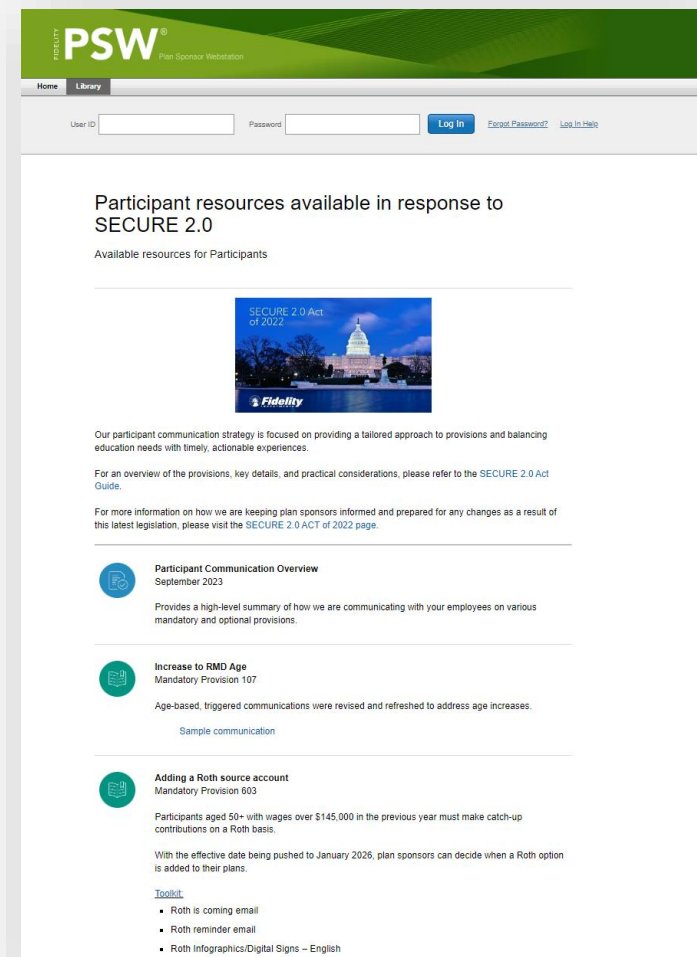 FIDELITY
PSW®
Plan Sponsor Webstation
Home Library
User ID Password Log In Forgot Password? Log In Help
Participant resources available in response to
SECURE 2.0
Available resources for Participants
SECURE 2.0 Act
of 2022
Fidelity
INVESTMENTS
Our participant communication strategy is focused on providing a tailored approach to provisions and balancing
education needs with timely, actionable experiences.
For an overview of the provisions, key details, and practical considerations, please refer to the SECURE 2.0 Act
Guide.
For more information on how we are keeping plan sponsors informed and prepared for any changes as a result of
this latest legislation, please visit the SECURE 2.0 ACT of 2022 page.
Participant Communication Overview
September 2023
Provides a high-level summary of how we are communicating with your employees on various
mandatory and optional provisions.
Increase to RMD Age
Mandatory Provision 107
Age-based, triggered communications were revised and refreshed to address age increases.
Sample communication
Adding a Roth source account
Mandatory Provision 603
Participants aged 50+ with wages over $145,000 in the previous year must make catch-up
contributions on a Roth basis.
With the effective date being pushed to January 2026, plan sponsors can decide when a Roth option
is added to their plans.
Toolkit:
▪ Roth is coming email
▪ Roth reminder email
▪ Roth Infographics/Digital Signs – English